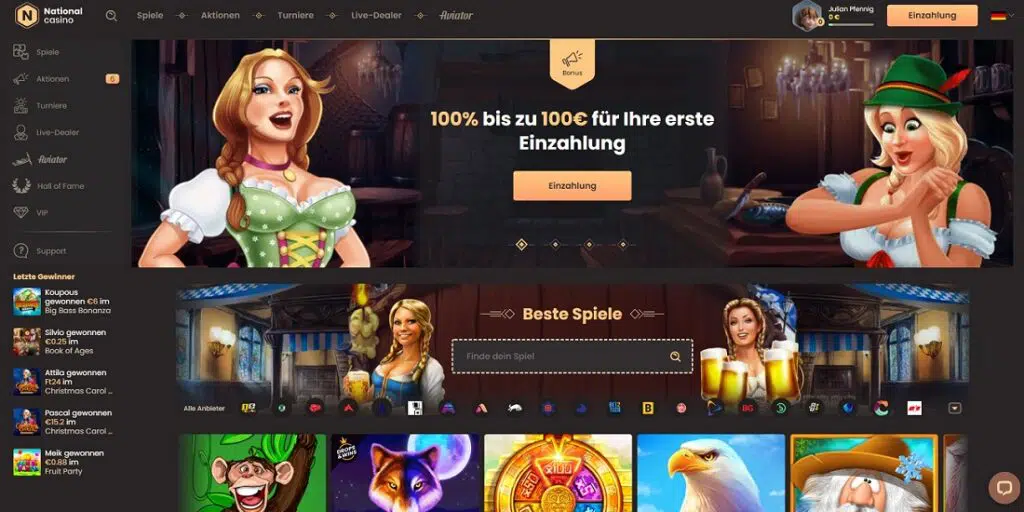 National
casino
Spiele
Aktionen
Turniere
Live-Dealer
Aviator
Julian Pfennig
0 €
Einzahlung
Spiele
Aktionen
6
Turniere
Live-Dealer
Aviator
Hall of Fame
VIP
Support
Letzte Gewinner
Koupous
gewonnen €6 im
Big Bass Bonanza
Silvio gewonnen
€0.25 im
Book of Ages
Attila gewonnen
Ft24 im
Christmas Carol ...
Pascal gewonnen
€15.2 im
Christmas Carol ...
Meik gewonnen
€0.88 im
Fruit Party
Bonus
100% bis zu 100€ für Ihre erste
Einzahlung
Einzahlung
Beste Spiele
Finde dein Spiel
Alle Anbieter
B
BG
DROPS
& WINS
x100
x50